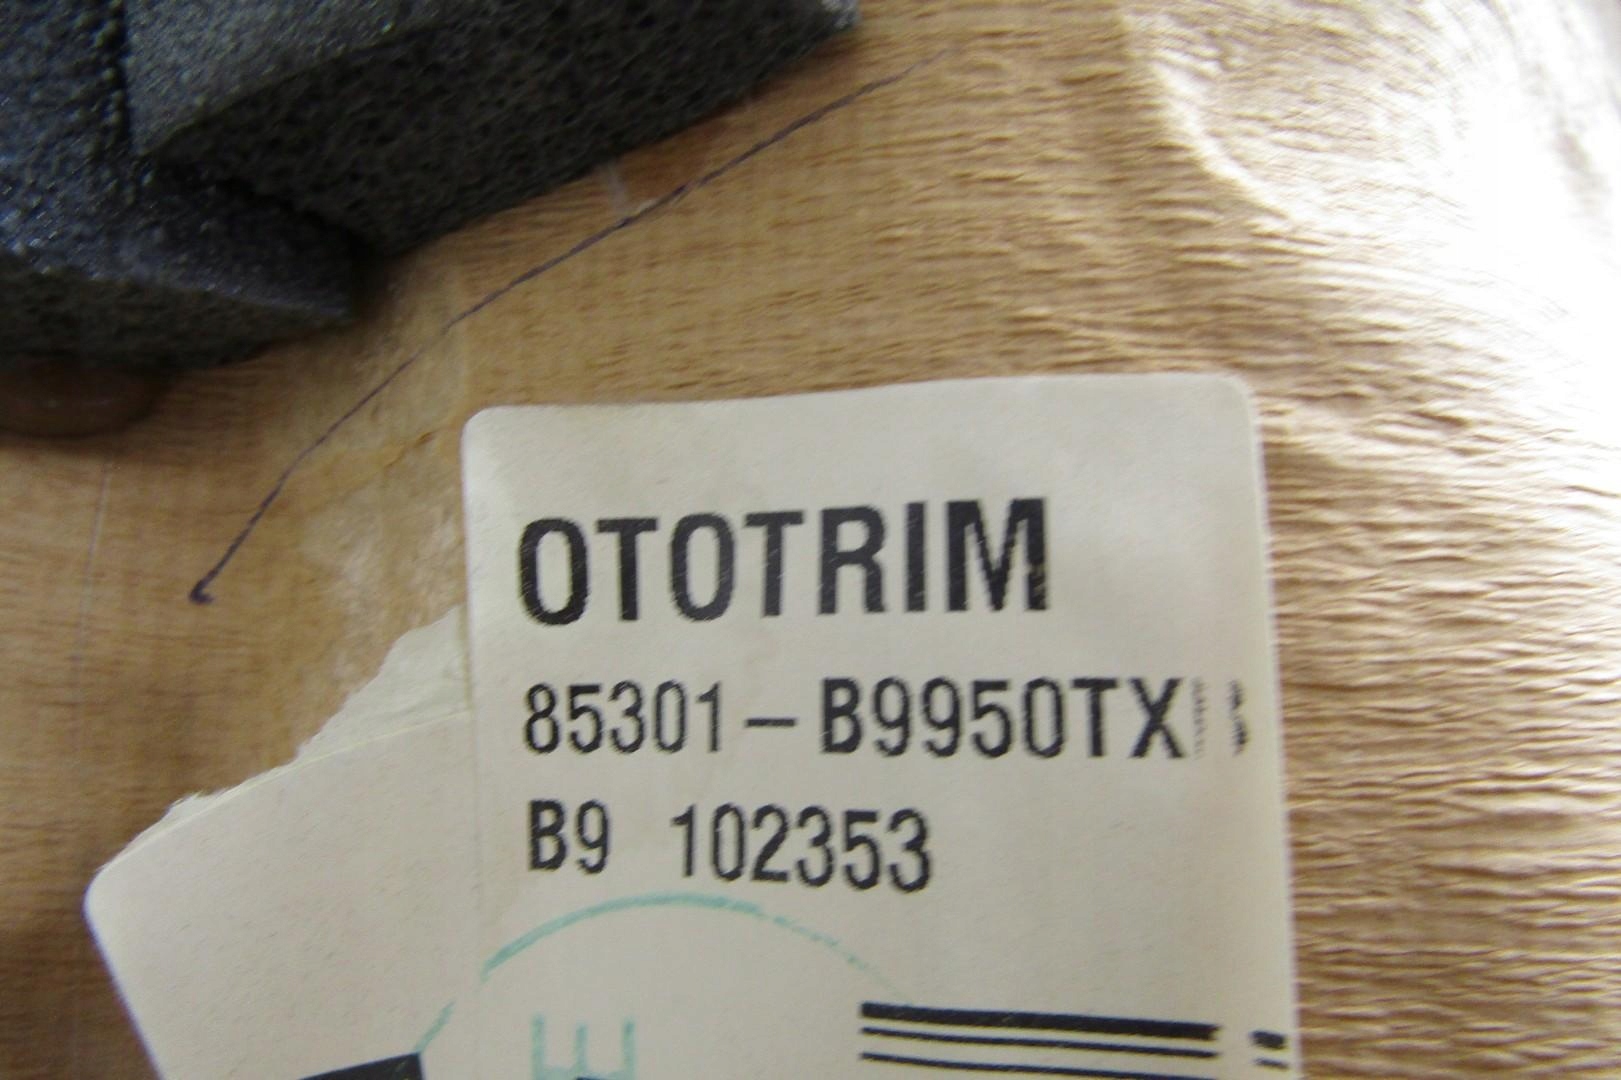 OTOTRIM
85301-B9950TX
B9 102353
E